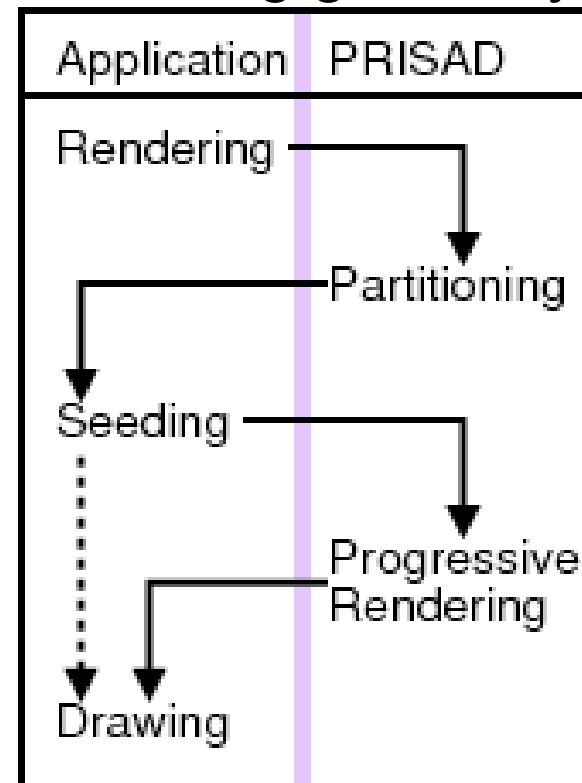 Application PRISAD
Rendering
Partitioning
Seeding
Progressive
Rendering
Drawing